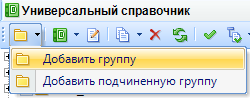 Универсальный справочник
Добавить группу
Добавить подчиненную группу